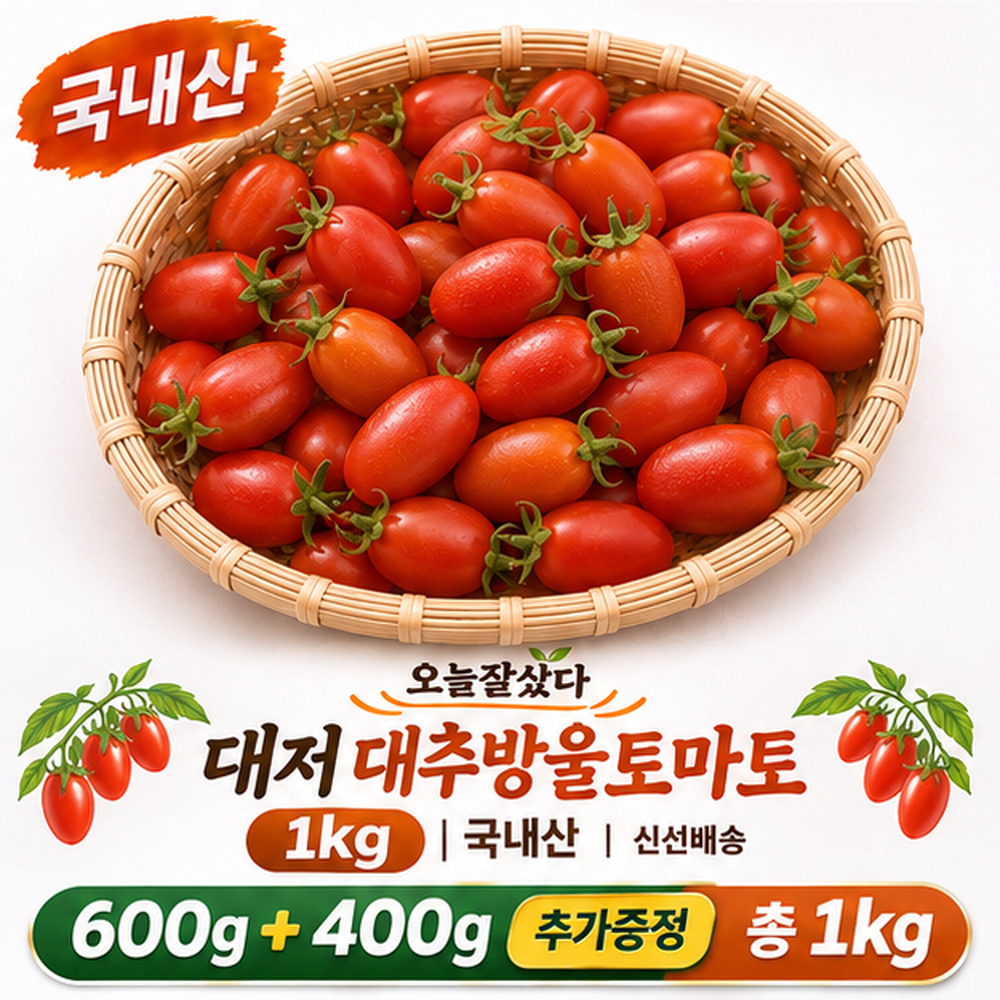 국내산
오늘잘샀다
대저 대추방울토마토
1kg | 국내산 | 신선배송
600g + 400g 추가중정 총 1kg